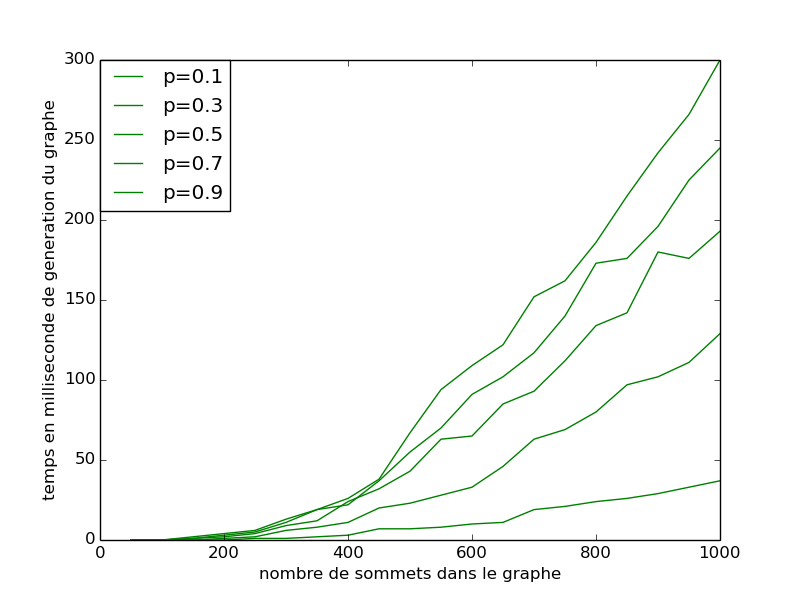 300
250
200
150
100
50
0
temps en milliseconde de generation du graphe
p=0.1
p=0.3
p=0.5
p=0.7
p=0.9
0 200 400 600 800 1000
nombre de sommets dans le graphe